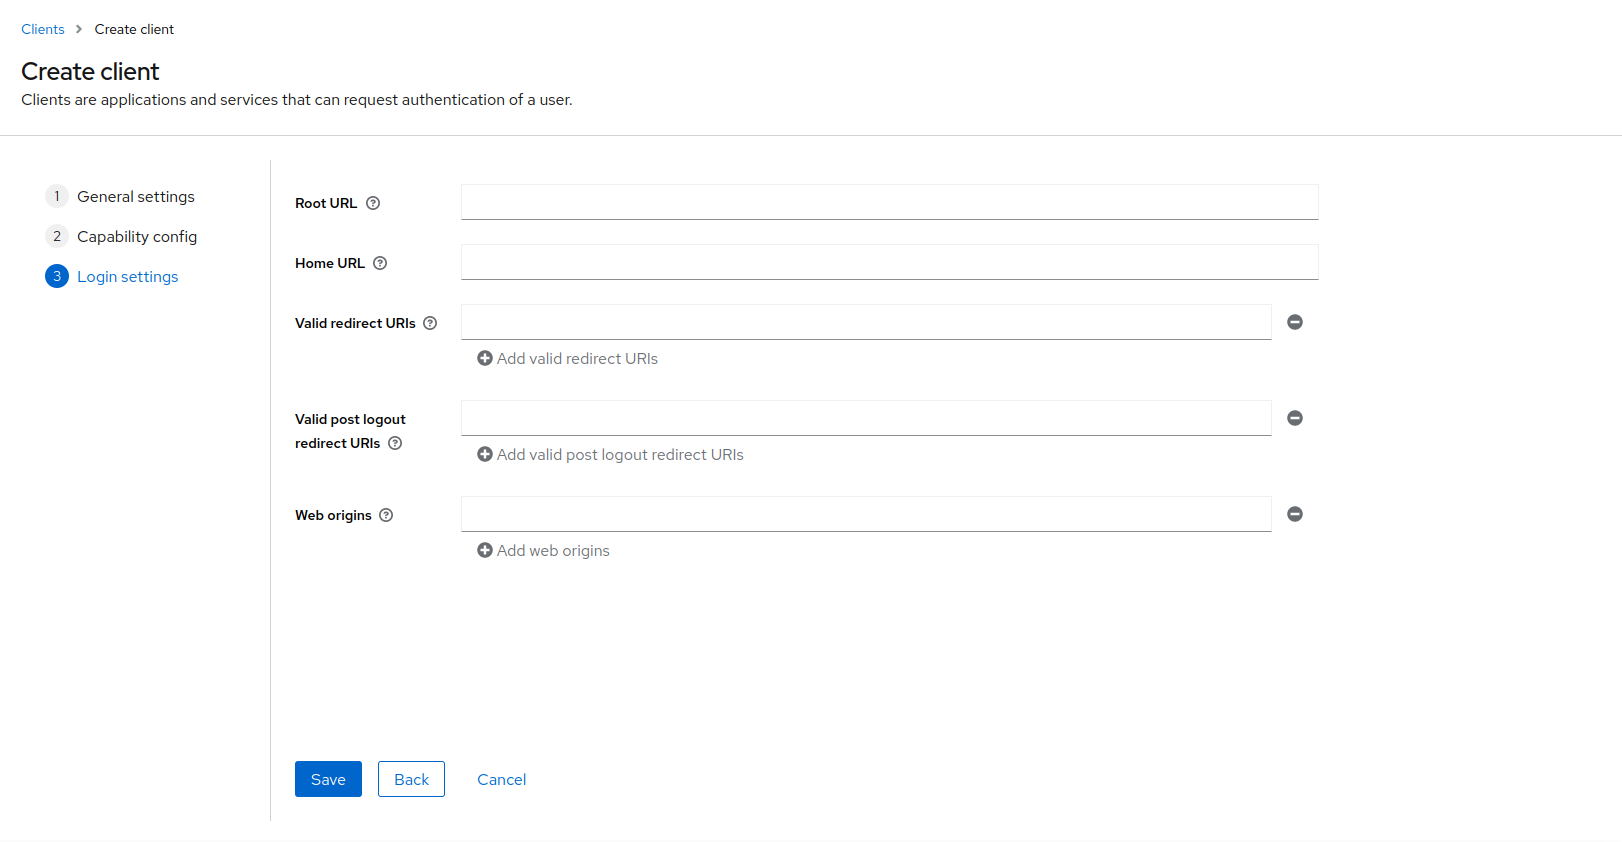 Clients > Create client
Create client
Clients are applications and services that can request authentication of a user.
1 General settings
2 Capability config
3 Login settings
Root URL
Home URL
Valid redirect URIs
Add valid redirect URIs
Valid post logout
redirect URIs
Add valid post logout redirect URIs
Web origins
Add web origins
Save Back Cancel